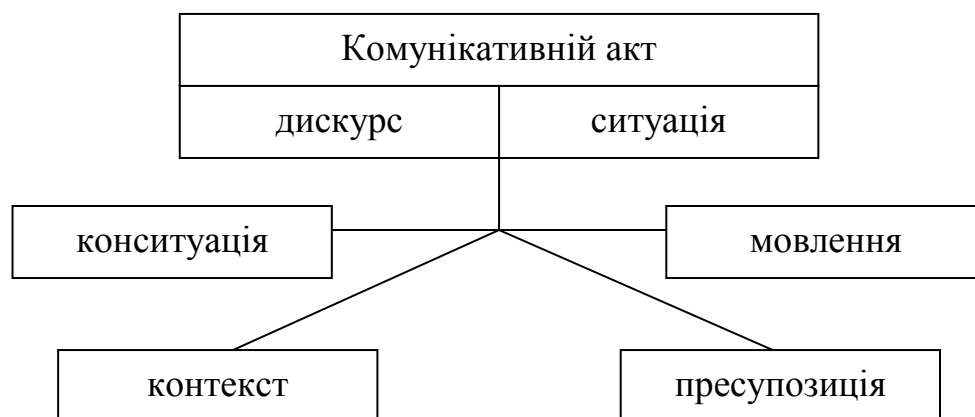 Комунікативній акт
дискурс ситуація
конситуація мовлення
контекст пресупозиція